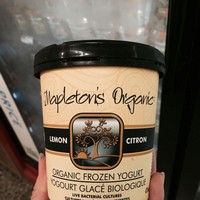 Mapleton's Organic
LEMON CITRON
ORGANIC FROZEN YOGURT
YOGOURT GLACÉ BIOLOGIQUE
LIVE BACTERIAL CULTURES